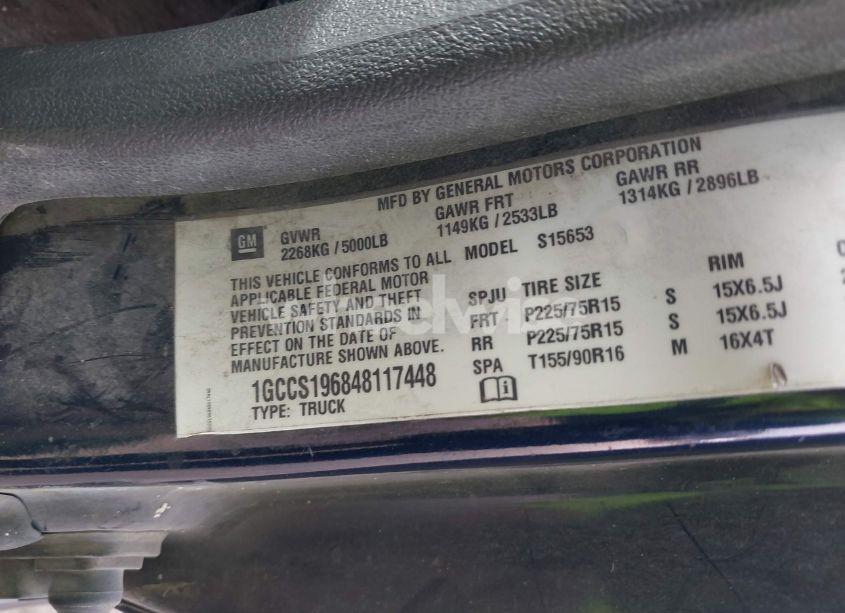 MFD BY GENERAL MOTORS CORPORATION
GM GVWR GAWR FRT GAWR RR
2268KG / 5000LB 1149KG / 2533LB 1314KG / 2896LB
THIS VEHICLE CONFORMS TO ALL MODEL S15653
APPLICABLE FEDERAL MOTOR
VEHICLE SAFETY AND THEFT
PREVENTION STANDARDS IN
EFFECT ON THE DATE OF
MANUFACTURE SHOWN ABOVE.
SPJU TIRE SIZE RIM
FRT P225/75R15 S 15X6.5J
RR P225/75R15 S 15X6.5J
SPA T155/90R16 M 16X4T
1GCCS196848117448
TYPE: TRUCK